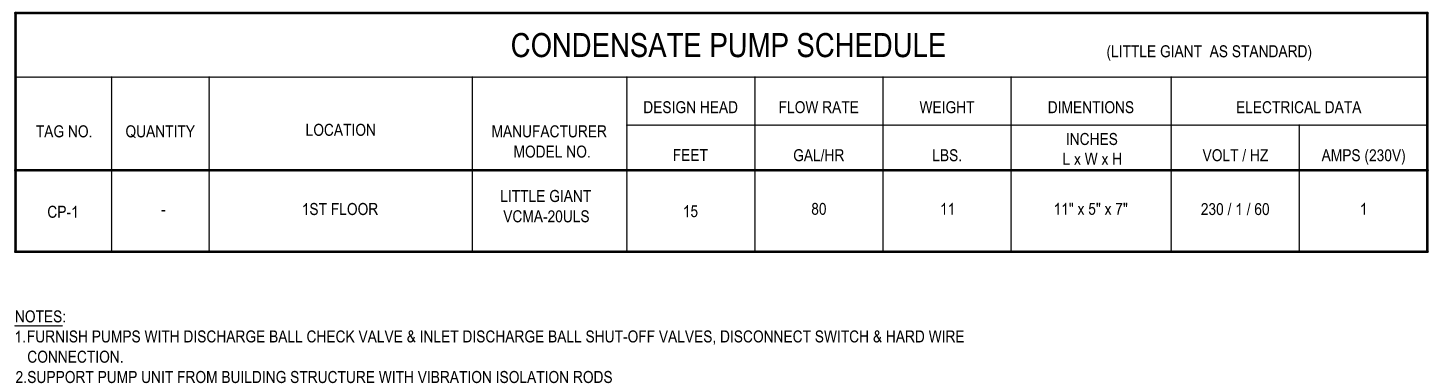 CONDENSATE PUMP SCHEDULE (LITTLE GIANT AS STANDARD)
TAG NO. QUANTITY LOCATION MANUFACTURER MODEL NO. DESIGN HEAD FLOW RATE WEIGHT DIMENTIONS ELECTRICAL DATA
FEET GAL/HR LBS. INCHES L x W x H VOLT / HZ AMPS (230V)
CP-1 - 1ST FLOOR LITTLE GIANT VCMA-20ULS 15 80 11 11" x 5" x 7" 230 / 1 / 60 1
NOTES:
1.FURNISH PUMPS WITH DISCHARGE BALL CHECK VALVE & INLET DISCHARGE BALL SHUT-OFF VALVES, DISCONNECT SWITCH & HARD WIRE
CONNECTION.
2.SUPPORT PUMP UNIT FROM BUILDING STRUCTURE WITH VIBRATION ISOLATION RODS